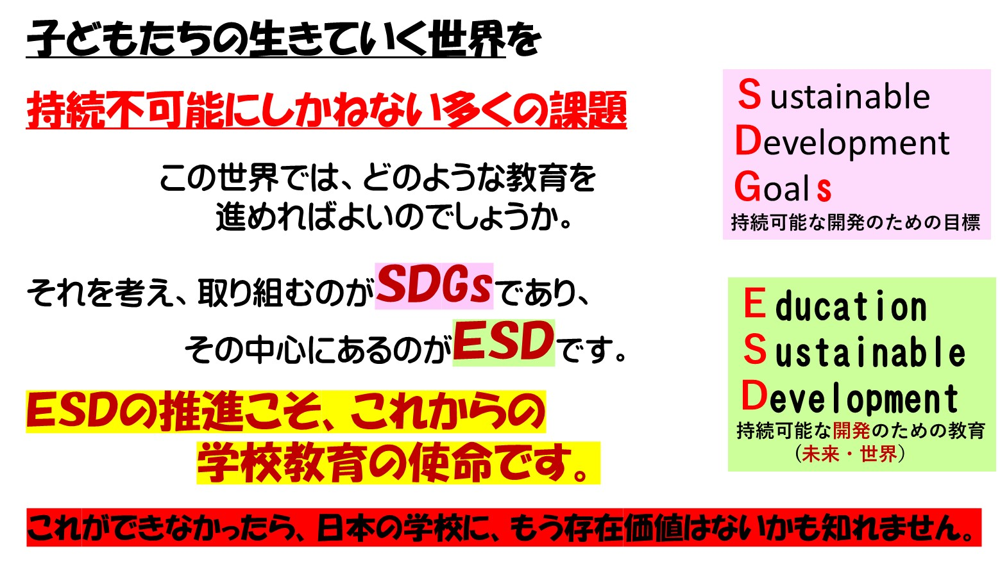 子どもたちの生きていく世界を
持続不可能にしかねない多くの課題
この世界では、どのような教育を
進めればよいのでしょうか。
それを考え、取り組むのがSDGsであり、
その中心にあるのがESDです。
ESDの推進こそ、これからの
学校教育の使命です。
これができなかったら、日本の学校に、もう存在価値はないかも知れません。
Sustainable
Development
Goals
持続可能な開発のための目標
Education
Sustainable
Development
持続可能な開発のための教育
(未来・世界)